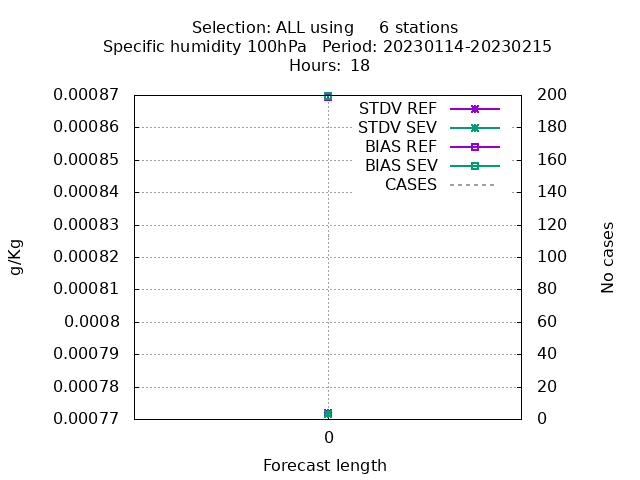 Selection: ALL using     6 stations
Specific humidity 100hPa   Period: 20230114-20230215
Hours:  18
0.00087
0.00086
0.00085
0.00084
0.00083
0.00082
0.00081
0.0008
0.00079
0.00078
0.00077
g/Kg
STDV REF
STDV SEV
BIAS REF
BIAS SEV
CASES
200
180
160
140
120
100
80
60
40
20
0
No cases
0
Forecast length